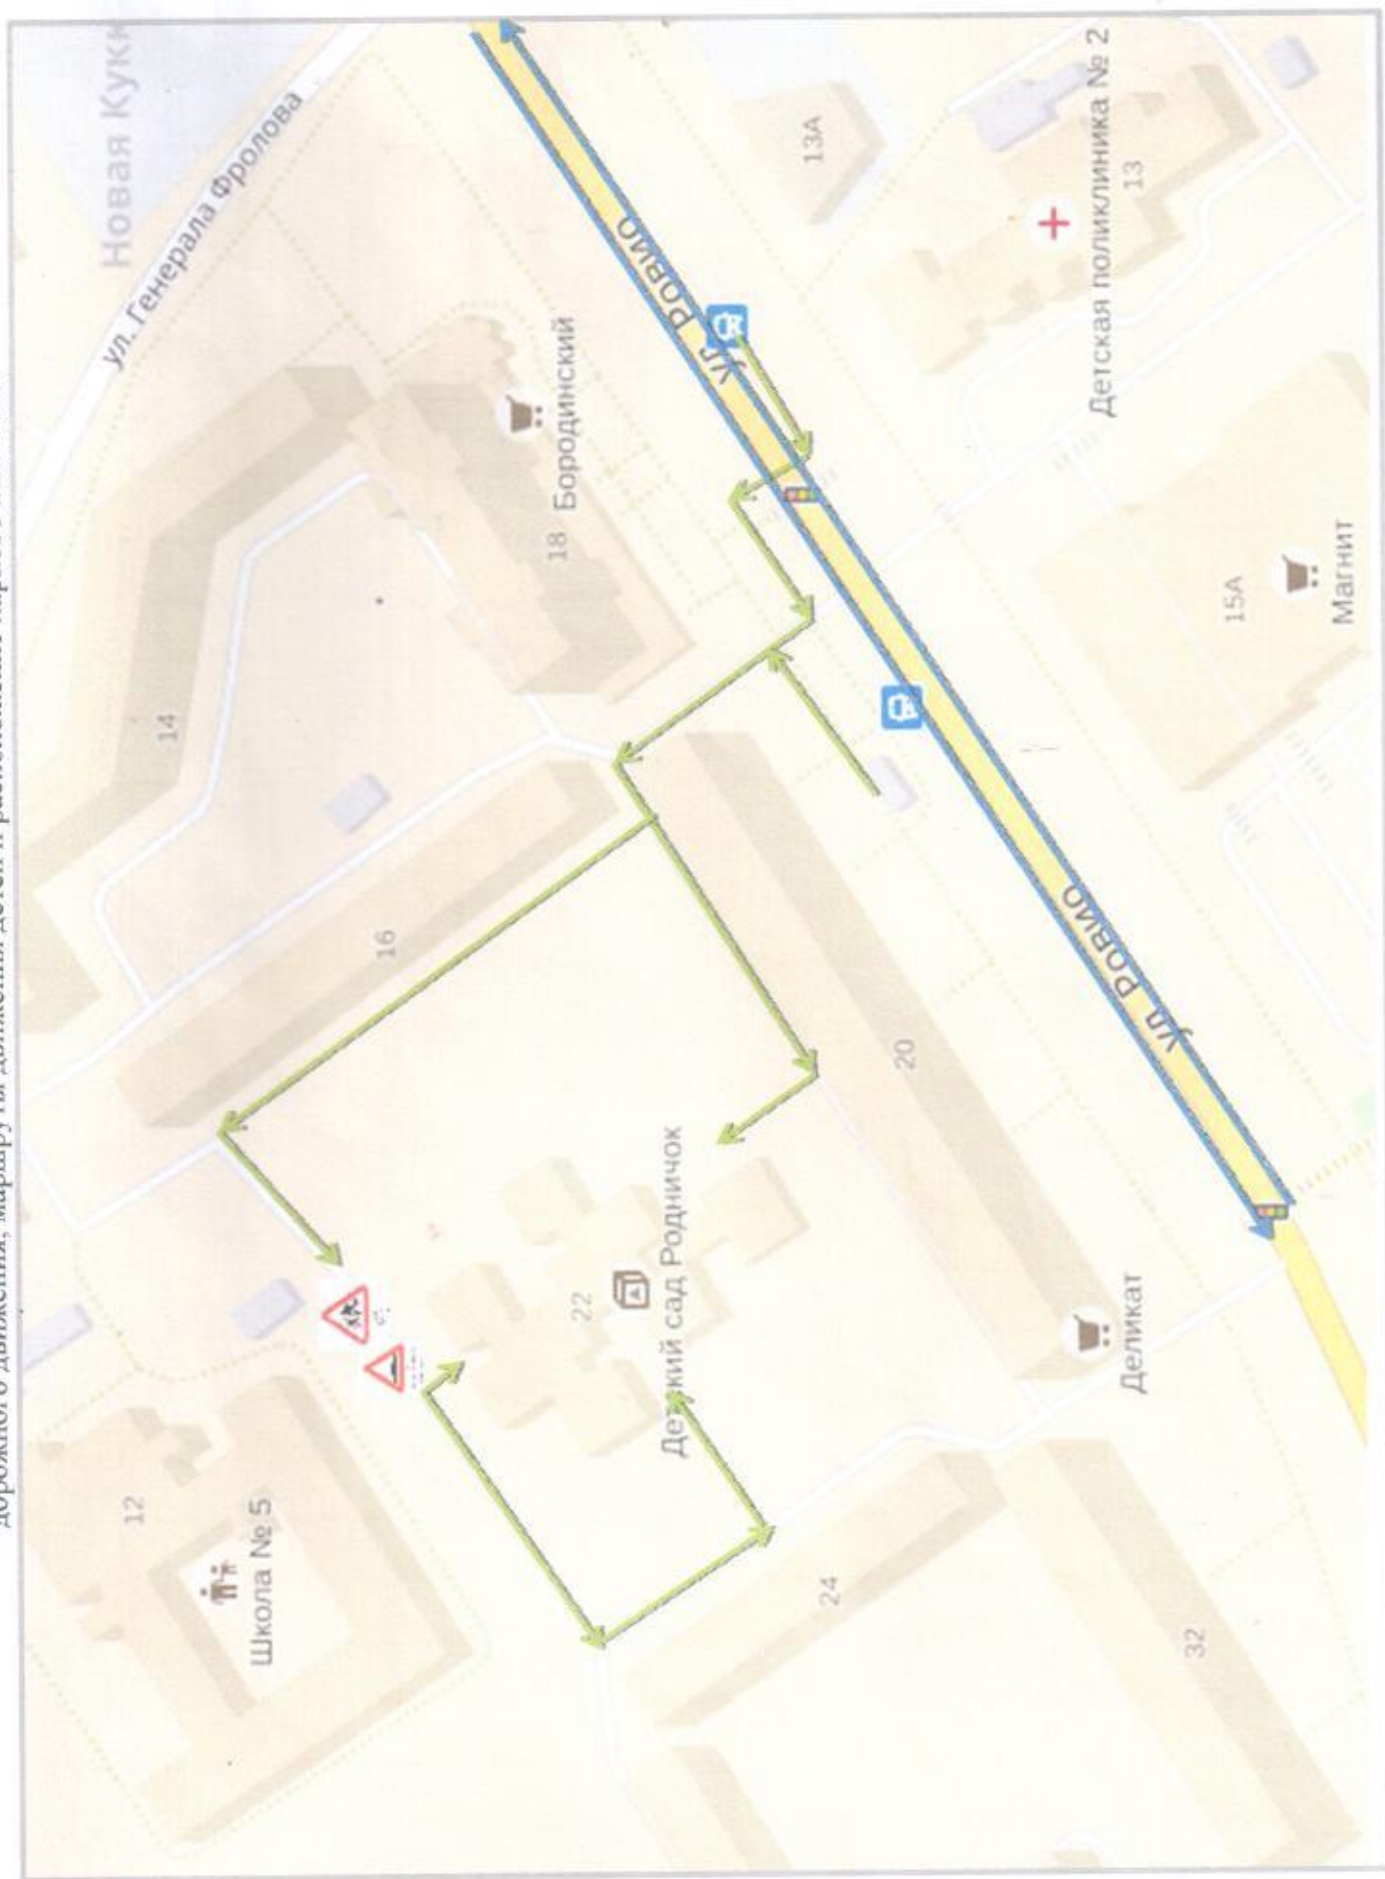 дорожного движения, маршруты движения детей и расположения
Новая Кукк
ул. Генерала Фролова
14
16
18
Бородинский
13А
Детская поликлиника № 2
13
ул. РОВИО
15А
Магнит
20
ул. РОВИО
12
Школа № 5
22
Детский сад Родничок
Деликат
24
32